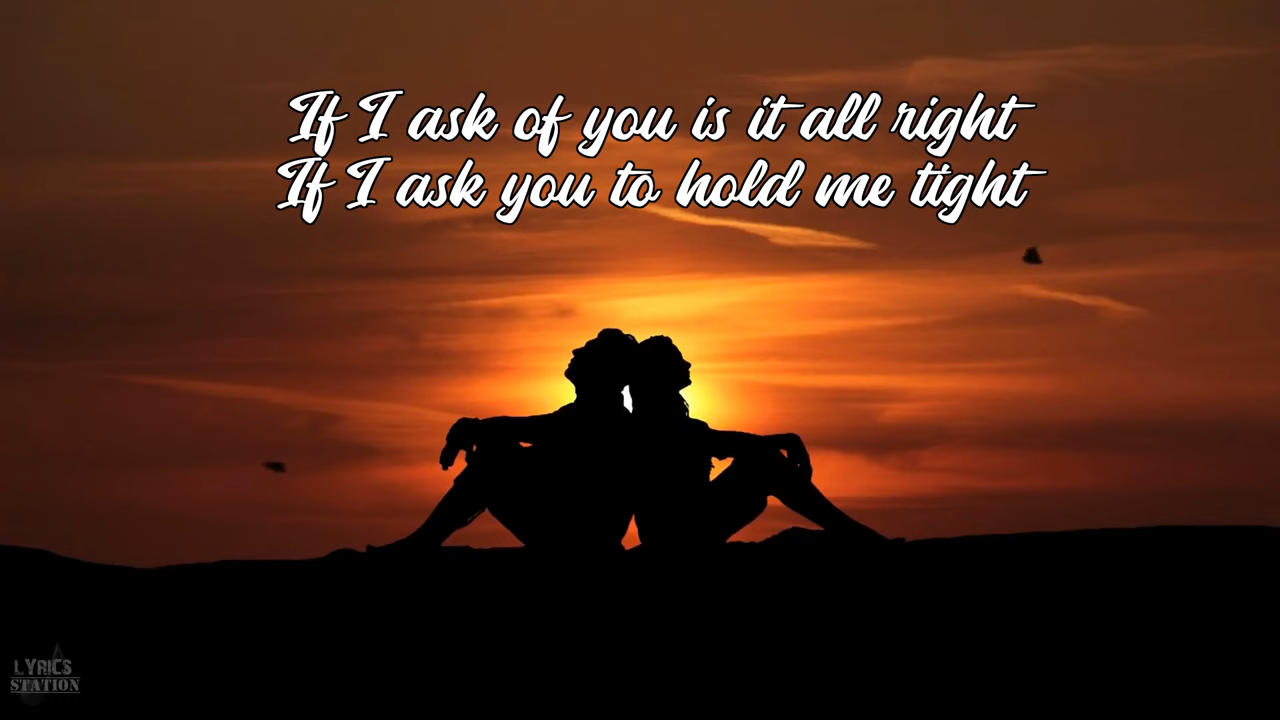 If I ask of you is it all right
If I ask you to hold me tight
LYRICS
STATION